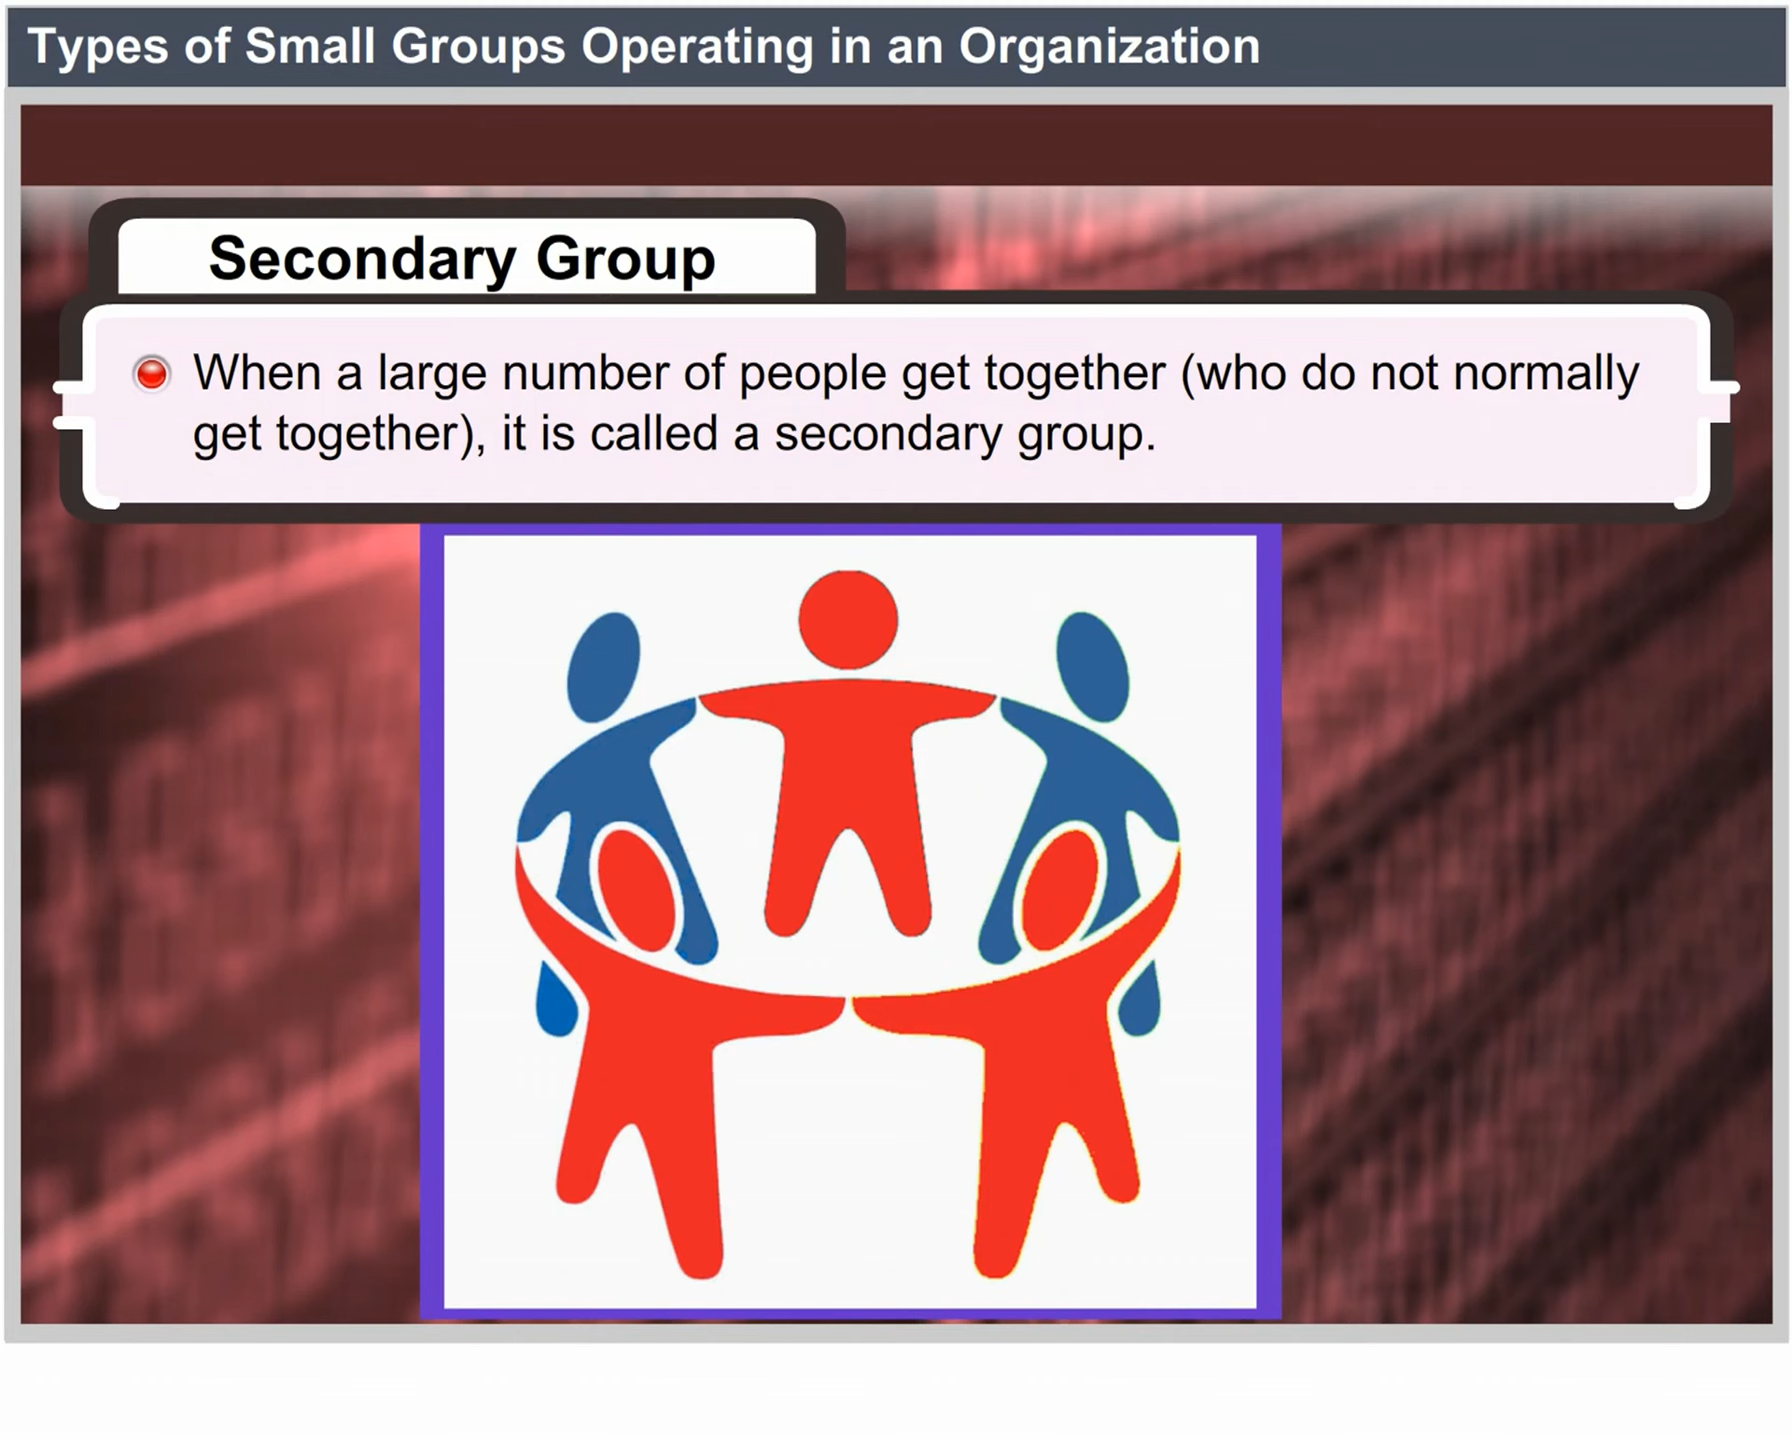 Types of Small Groups Operating in an Organization
Secondary Group
When a large number of people get together (who do not normally
get together), it is called a secondary group.